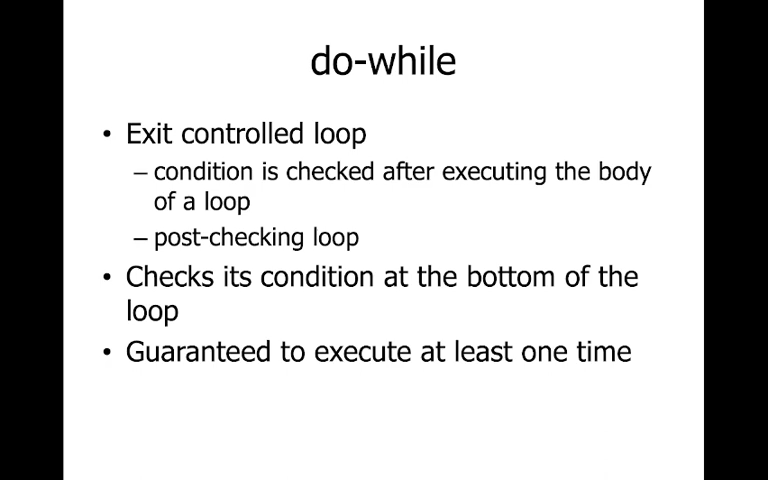 do-while
• Exit controlled loop
– condition is checked after executing the body
of a loop
– post-checking loop
• Checks its condition at the bottom of the
loop
• Guaranteed to execute at least one time